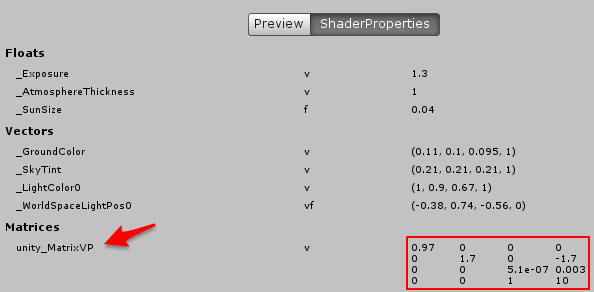 Preview ShaderProperties
Floats
_Exposure v 1.3
_AtmosphereThickness v 1
_SunSize f 0.04
Vectors
_GroundColor v (0.11, 0.1, 0.095, 1)
_SkyTint v (0.21, 0.21, 0.21, 1)
_LightColor0 v (1, 0.9, 0.67, 1)
_WorldSpaceLightPos0 vf (-0.38, 0.74, -0.56, 0)
Matrices
unity_MatrixVP v 0.97 0 0 0
0 1.7 0 -1.7
0 0 5.1e-07 0.003
0 0 1 10